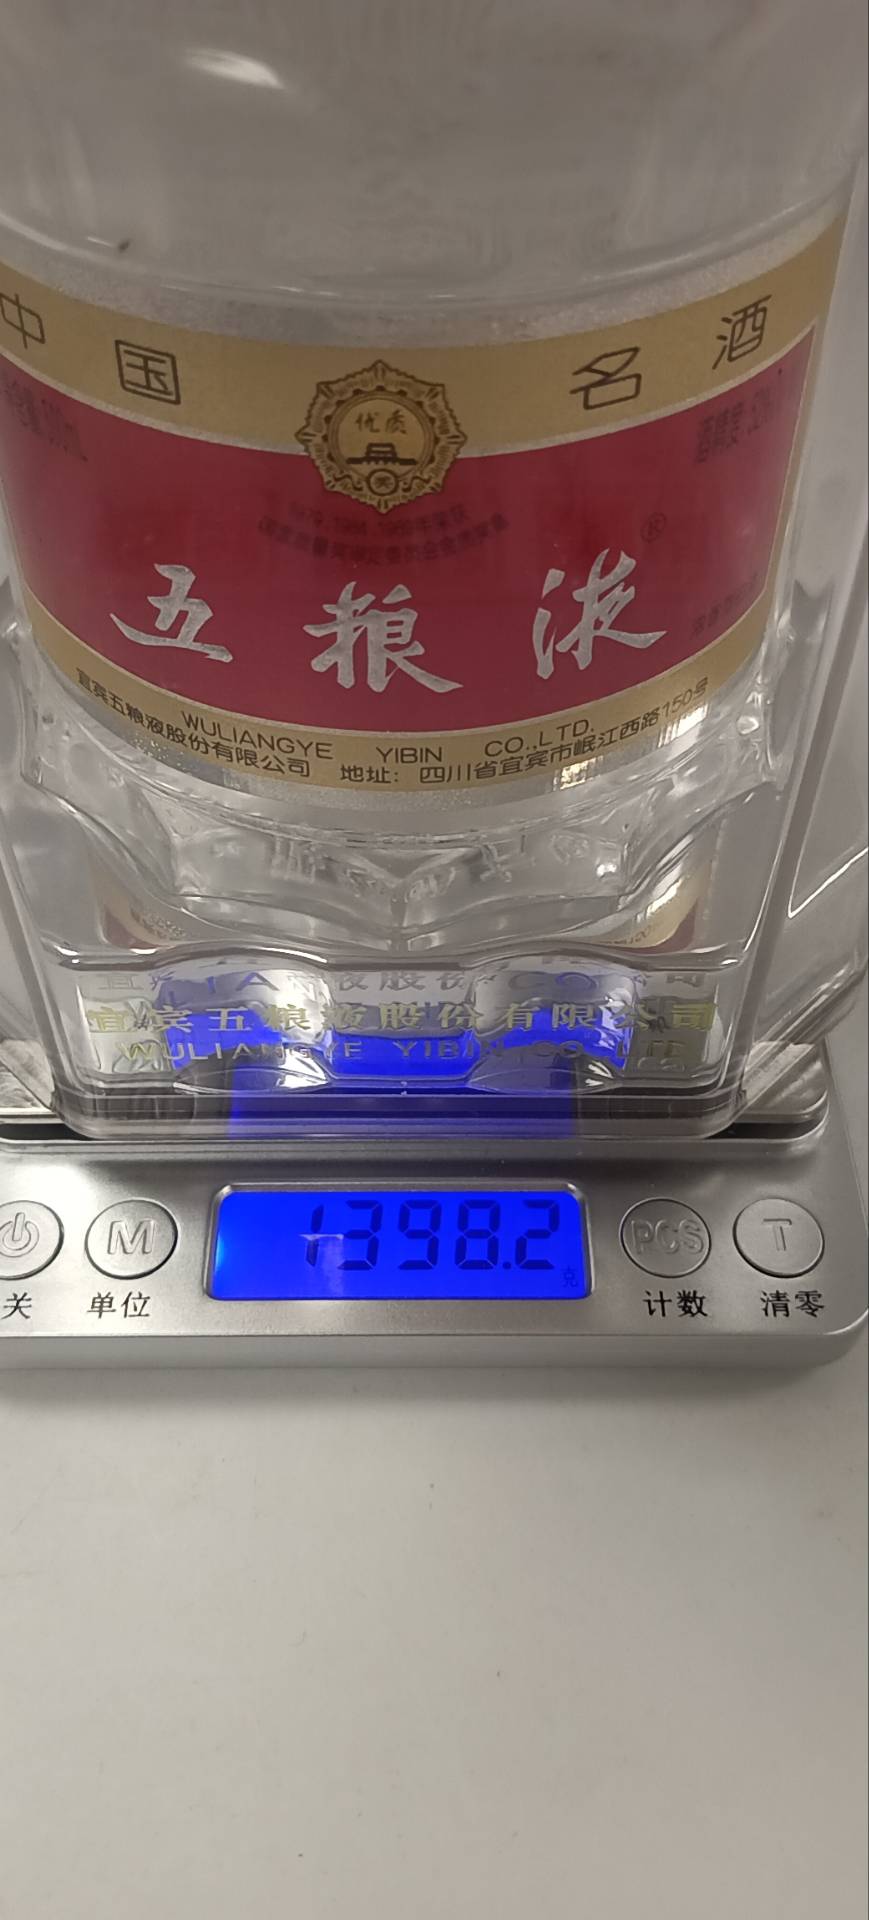 中国名酒
优质
奖
五粮液®
WULIANGYE YIBIN CO.,LTD.
宜宾五粮液股份有限公司 地址：四川省宜宾市岷江西路150号
宜宾五粮液股份有限公司
WULIANGYE YIBIN CO LTD
1398.2
克
M PCS T
关 单位 计数 清零